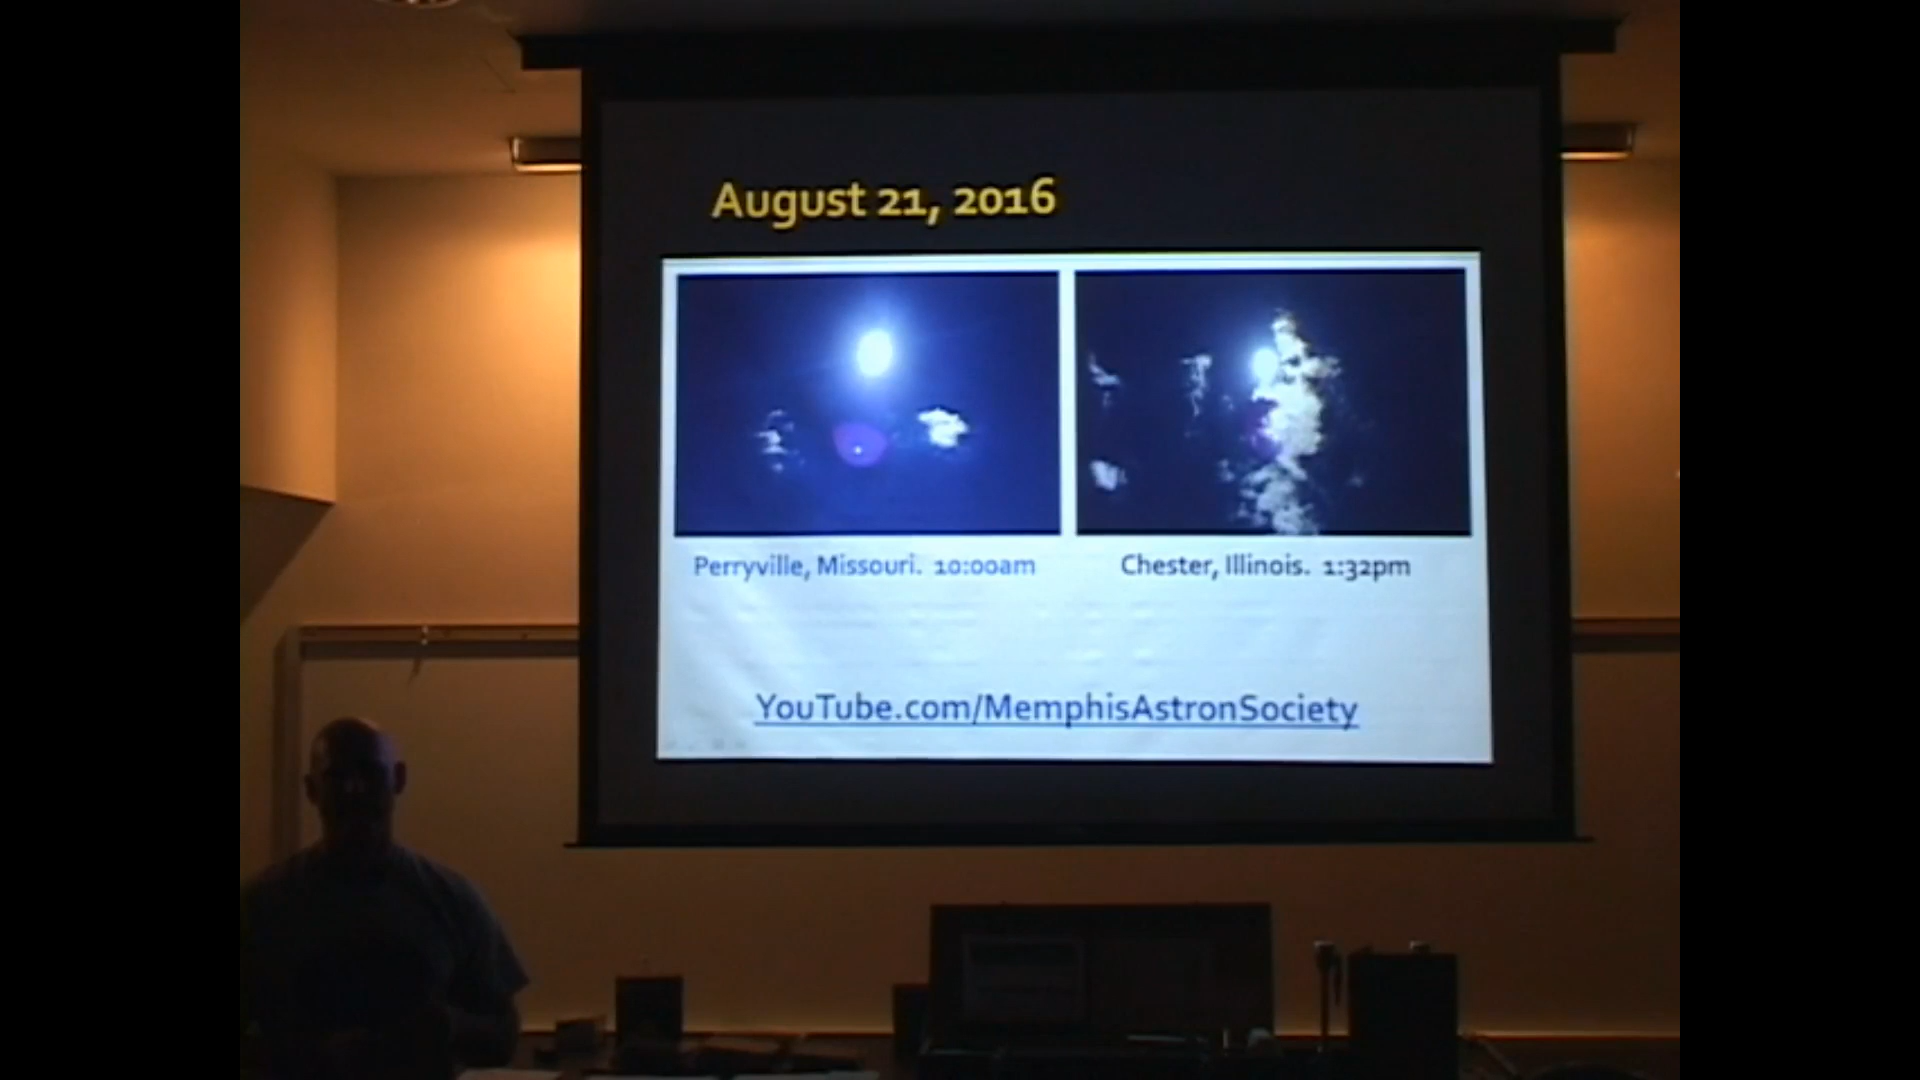 August 21, 2016
Perryville, Missouri. 10:00am
Chester, Illinois. 1:32pm
YouTube.com/MemphisAstronSociety